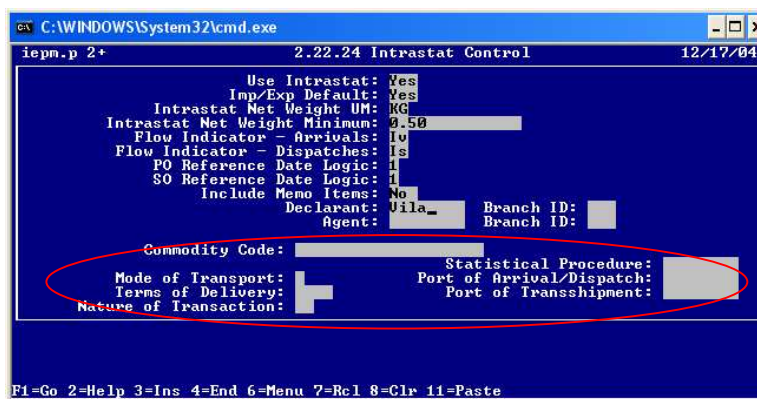 C:\WINDOWS\System32\cmd.exe
iepm.p 2+ 2.22.24 Intrastat Control 12/17/04
Use Intrastat: Yes
Imp/Exp Default: Yes
Intrastat Net Weight UM: KG
Intrastat Net Weight Minimum: 0.50
Flow Indicator - Arrivals: Iv
Flow Indicator - Dispatches: Is
PO Reference Date Logic: 1
SO Reference Date Logic: 1
Include Memo Items: No
Declarant: Vila_ Branch ID:
Agent: Branch ID:
Commodity Code:
Statistical Procedure:
Mode of Transport: Port of Arrival/Dispatch:
Terms of Delivery: Port of Transshipment:
Nature of Transaction:
F1=Go 2=Help 3=Ins 4=End 6=Menu 7=Rcl 8=Clr 11=Paste